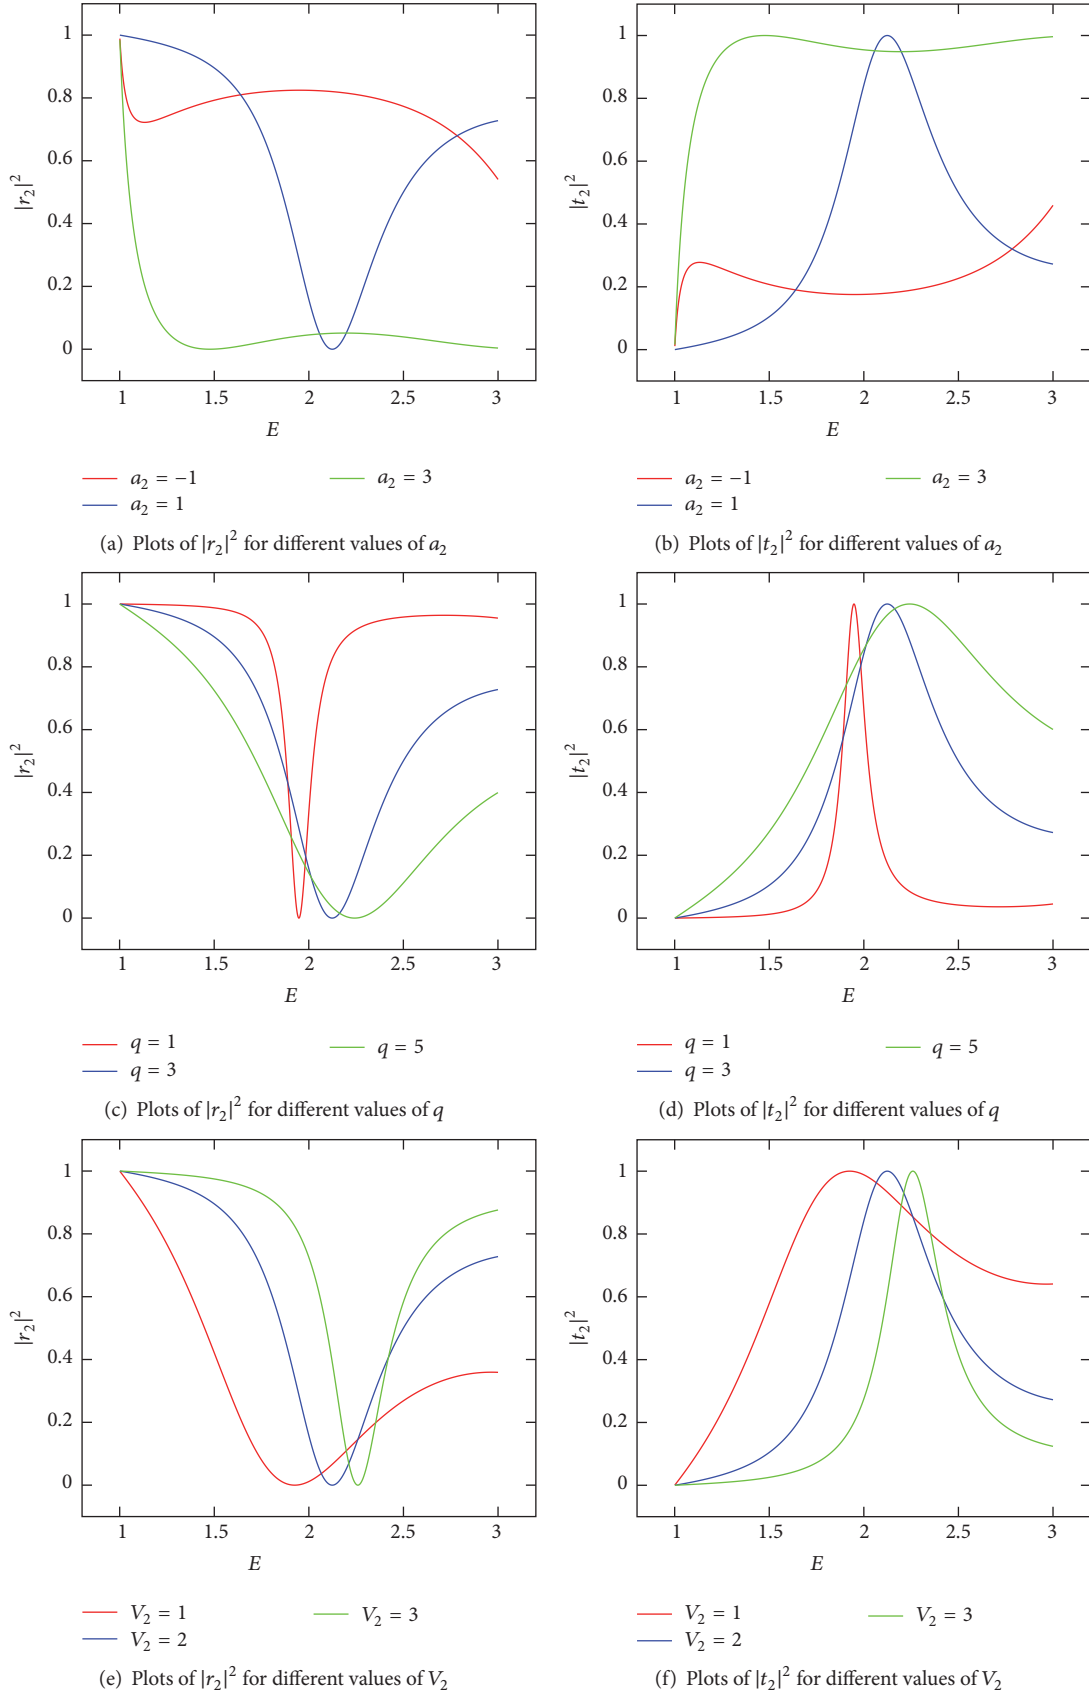 1
0.8
0.6
|r₂|²
0.4
0.2
0
1 1.5 2 2.5 3
E
a₂ = −1
a₂ = 3
a₂ = 1
(a) Plots of |r₂|² for different values of a₂
1
0.8
0.6
|t₂|²
0.4
0.2
0
1 1.5 2 2.5 3
E
a₂ = −1
a₂ = 3
a₂ = 1
(b) Plots of |t₂|² for different values of a₂
1
0.8
0.6
|r₂|²
0.4
0.2
0
1 1.5 2 2.5 3
E
q = 1
q = 5
q = 3
(c) Plots of |r₂|² for different values of q
1
0.8
0.6
|t₂|²
0.4
0.2
0
1 1.5 2 2.5 3
E
q = 1
q = 5
q = 3
(d) Plots of |t₂|² for different values of q
1
0.8
0.6
|r₂|²
0.4
0.2
0
1 1.5 2 2.5 3
E
V₂ = 1
V₂ = 3
V₂ = 2
(e) Plots of |r₂|² for different values of V₂
1
0.8
0.6
|t₂|²
0.4
0.2
0
1 1.5 2 2.5 3
E
V₂ = 1
V₂ = 3
V₂ = 2
(f) Plots of |t₂|² for different values of V₂